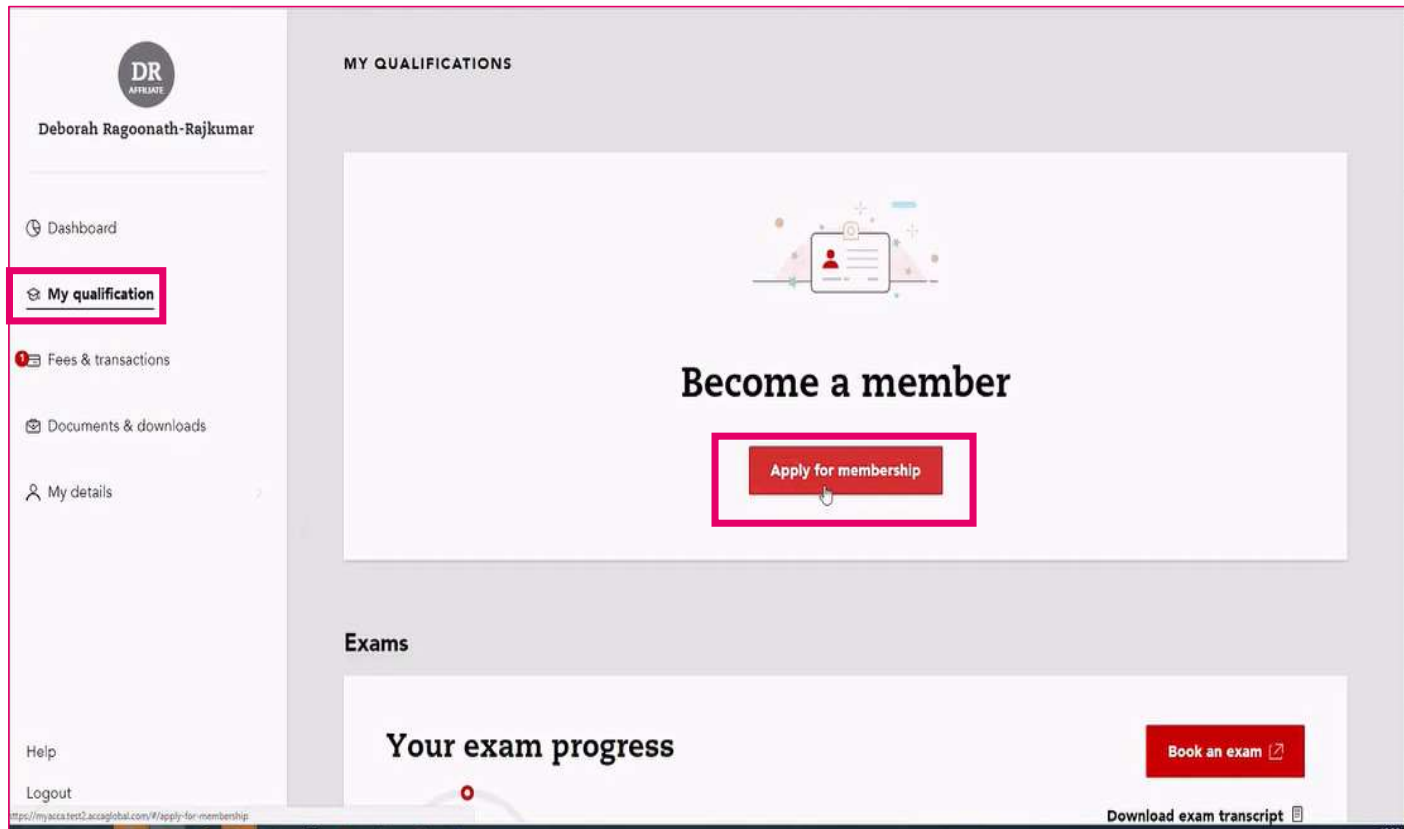 DR
AFFILIATE
Deborah Ragoonath-Rajkumar
Dashboard
My qualification
1
Fees & transactions
Documents & downloads
My details
Help
Logout
https://myacca.test2.accaglobal.com/#/apply-for-membership
MY QUALIFICATIONS
Become a member
Apply for membership
Exams
Your exam progress
Book an exam
Download exam transcript